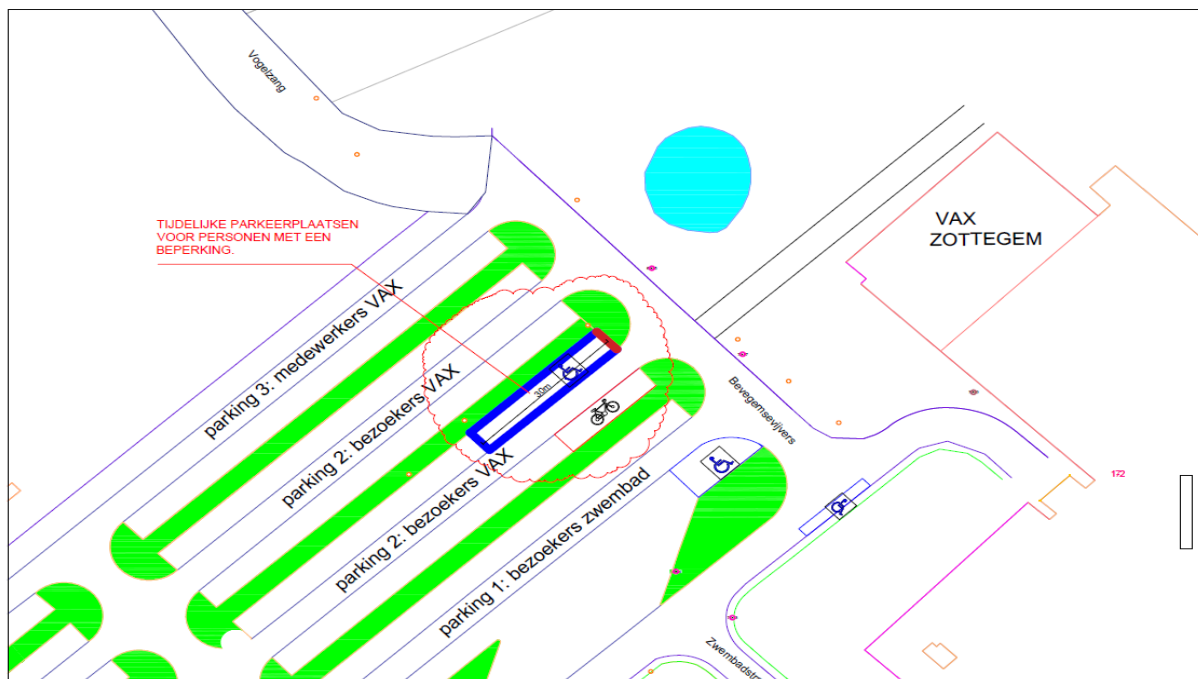 Vogelzang
TIJDELIJKE PARKEERPLAATSEN
VOOR PERSONEN MET EEN
BEPERKING.
VAX
ZOTTEGEM
parking 3: medewerkers VAX
parking 2: bezoekers VAX
30m
parking 2: bezoekers VAX
parking 1: bezoekers zwembad
Bevegemsevijvers
172
Zwembadstr